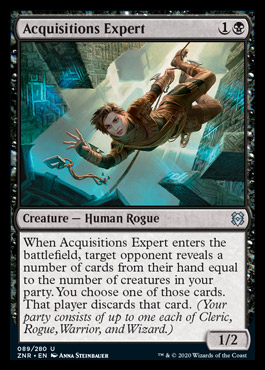 Acquisitions Expert 1
Creature — Human Rogue
When Acquisitions Expert enters the
battlefield, target opponent reveals a
number of cards from their hand equal
to the number of creatures in your
party. You choose one of those cards.
That player discards that card. (Your
party consists of up to one each of Cleric,
Rogue, Warrior, and Wizard.)
1/2
089/280 U
ZNR • EN ANNA STEINBAUER
™ & © 2020 Wizards of the Coast